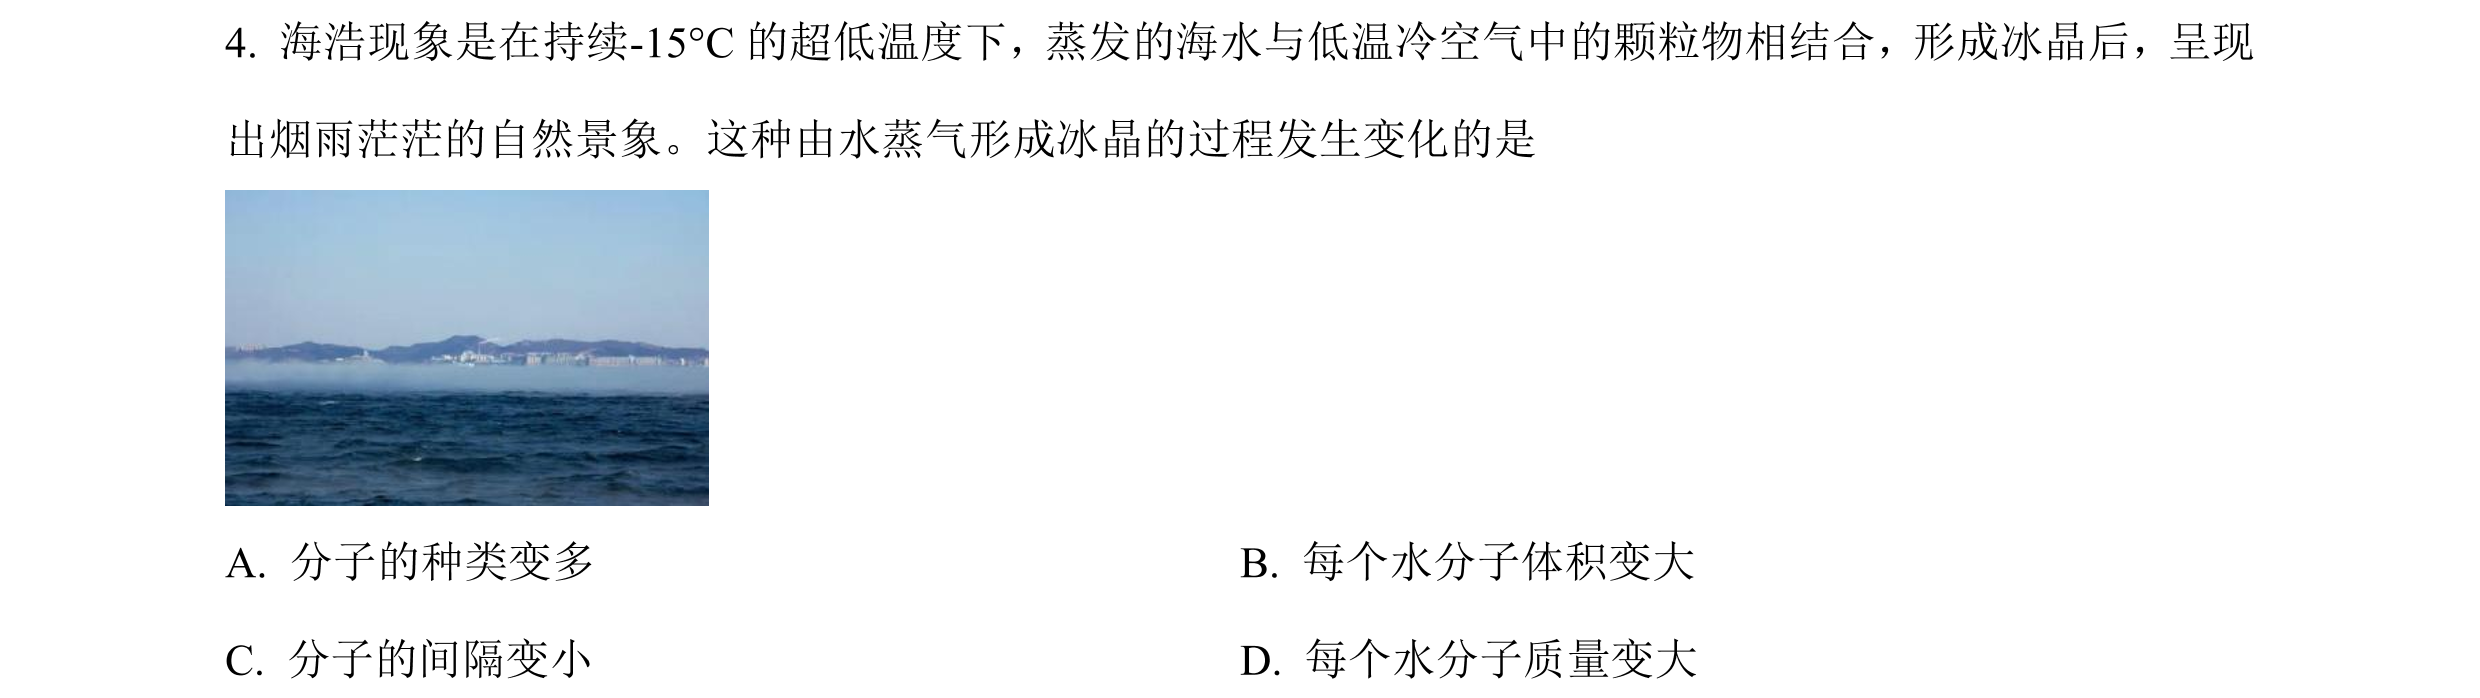 4. 海浩现象是在持续-15°C 的超低温度下，蒸发的海水与低温冷空气中的颗粒物相结合，形成冰晶后，呈现
出烟雨茫茫的自然景象。这种由水蒸气形成冰晶的过程发生变化的是
A. 分子的种类变多
B. 每个水分子体积变大
C. 分子的间隔变小
D. 每个水分子质量变大